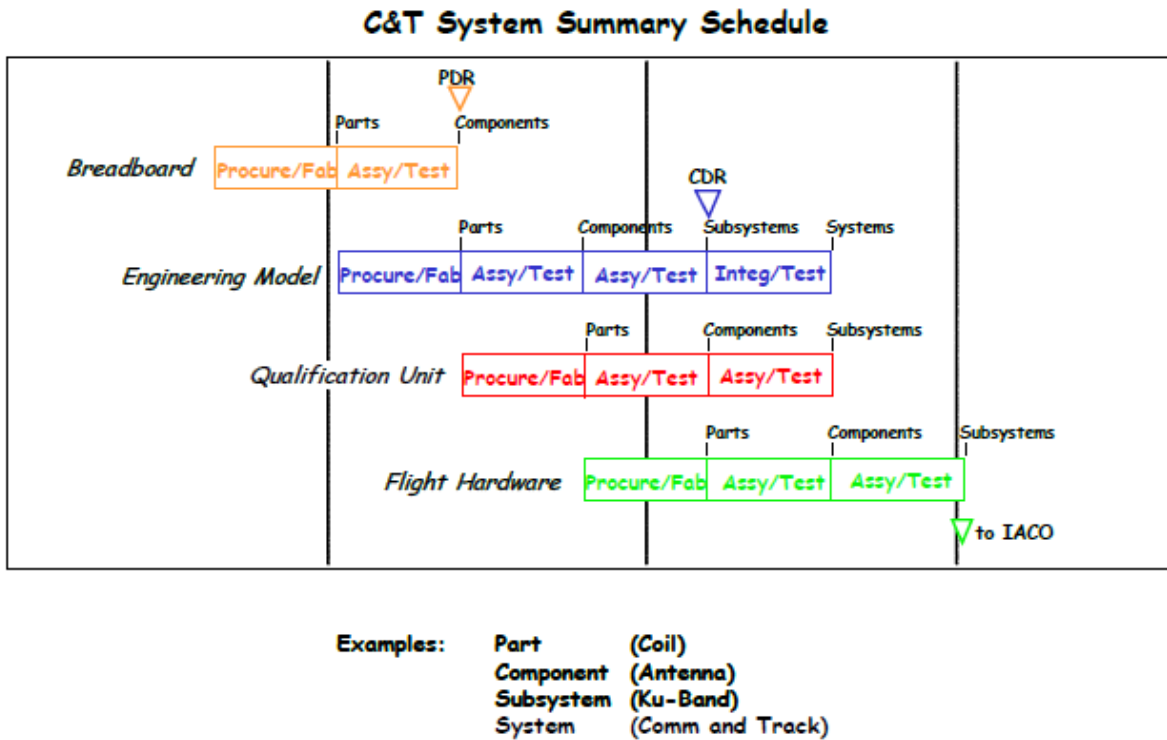 C&T System Summary Schedule
PDR
Parts Components
Breadboard Procure/Fab Assy/Test
CDR
Parts Components Subsystems Systems
Engineering Model Procure/Fab Assy/Test Assy/Test Integ/Test
Parts Components Subsystems
Qualification Unit Procure/Fab Assy/Test Assy/Test
Parts Components Subsystems
Flight Hardware Procure/Fab Assy/Test Assy/Test
to IACO
Examples: Part (Coil)
Component (Antenna)
Subsystem (Ku-Band)
System (Comm and Track)